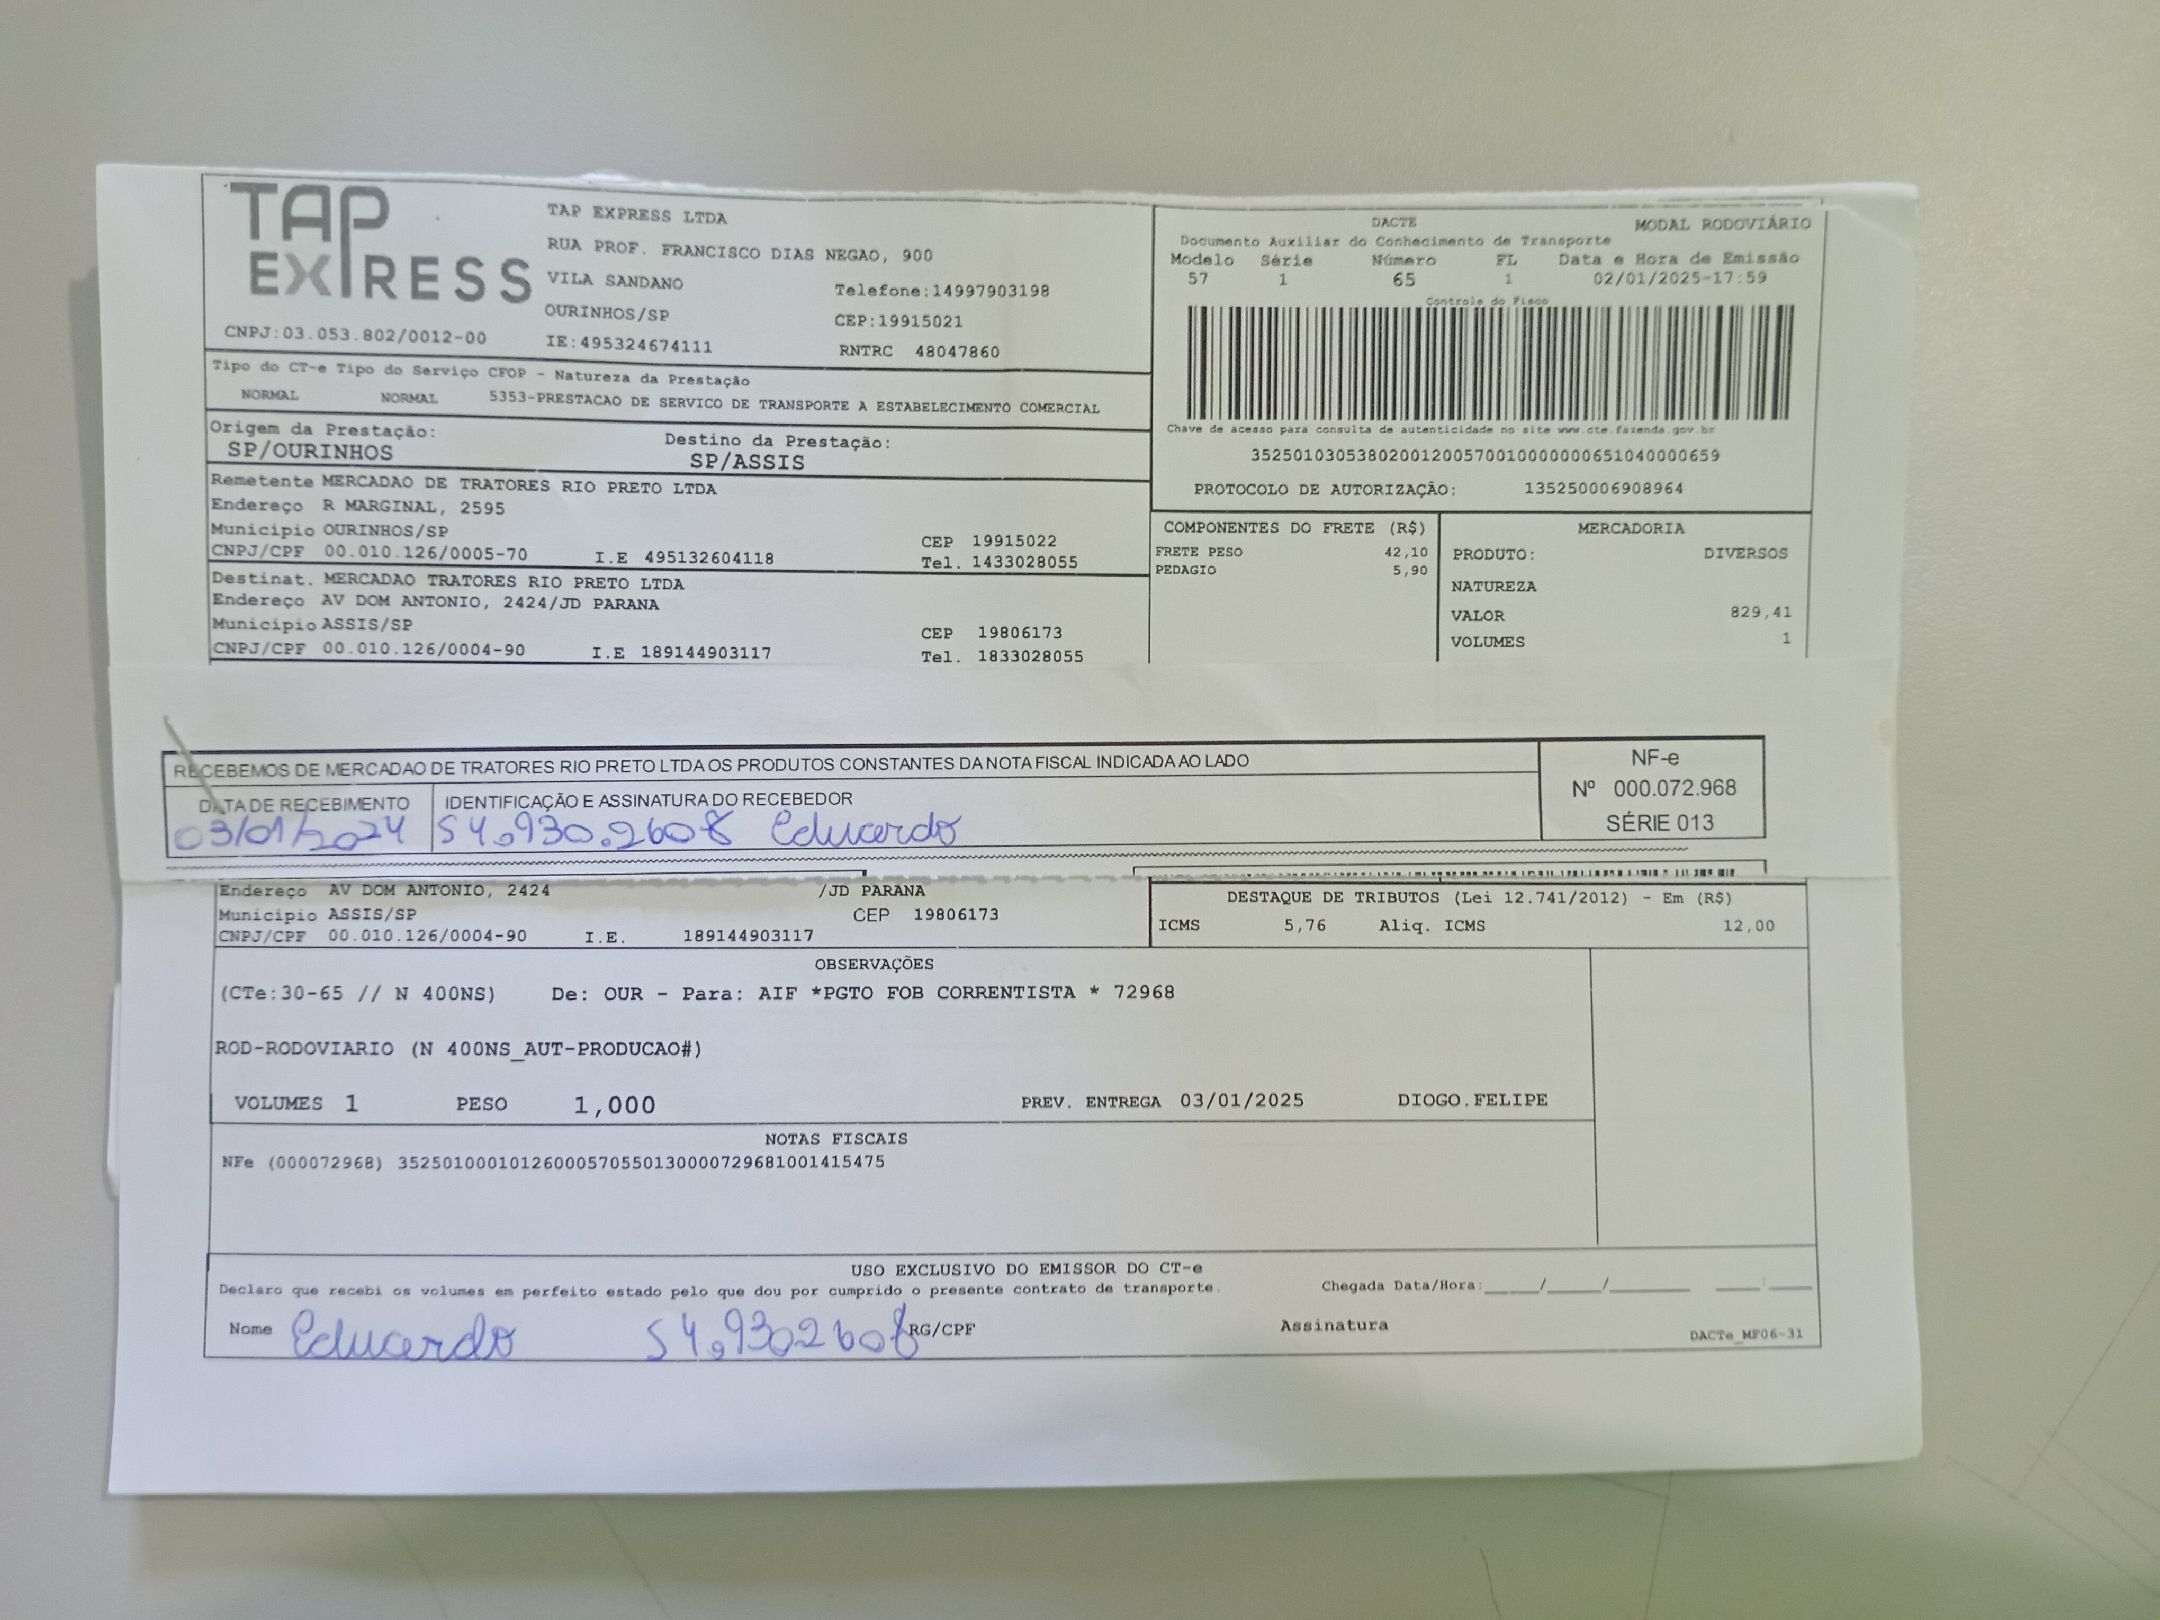 TAP EXPRESS
TAP EXPRESS LTDA
RUA PROF. FRANCISCO DIAS NEGAO, 900
VILA SANDANO Telefone:14997903198
OURINHOS/SP CEP:19915021
CNPJ:03.053.802/0012-00 IE:495324674111 RNTRC 48047860
DACTE MODAL RODOVIÁRIO
Documento Auxiliar do Conhecimento de Transporte
Modelo Série Número FL Data e Hora de Emissão
57 1 65 1 02/01/2025-17:59
Controle do Fisco
Chave de acesso para consulta de autenticidade no site www.cte.fazenda.gov.br
35250103053802001200570010000000651040000659
PROTOCOLO DE AUTORIZAÇÃO: 135250006908964
Tipo do CT-e Tipo do Serviço CFOP - Natureza da Prestação
NORMAL NORMAL 5353-PRESTACAO DE SERVICO DE TRANSPORTE A ESTABELECIMENTO COMERCIAL
Origem da Prestação: Destino da Prestação:
SP/OURINHOS SP/ASSIS
Remetente MERCADAO DE TRATORES RIO PRETO LTDA
Endereço R MARGINAL, 2595
Municipio OURINHOS/SP CEP 19915022
CNPJ/CPF 00.010.126/0005-70 I.E 495132604118 Tel. 1433028055
Destinat. MERCADAO TRATORES RIO PRETO LTDA
Endereço AV DOM ANTONIO, 2424/JD PARANA
Municipio ASSIS/SP CEP 19806173
CNPJ/CPF 00.010.126/0004-90 I.E 189144903117 Tel. 1833028055
COMPONENTES DO FRETE (R$)
FRETE PESO 42,10
PEDAGIO 5,90
MERCADORIA
PRODUTO: DIVERSOS
NATUREZA
VALOR 829,41
VOLUMES 1
RECEBEMOS DE MERCADAO DE TRATORES RIO PRETO LTDA OS PRODUTOS CONSTANTES DA NOTA FISCAL INDICADA AO LADO
DATA DE RECEBIMENTO IDENTIFICAÇÃO E ASSINATURA DO RECEBEDOR
03/01/2024 54.930.2608 Eduardo
NF-e
Nº 000.072.968
SÉRIE 013
Endereço AV DOM ANTONIO, 2424 /JD PARANA
Municipio ASSIS/SP CEP 19806173
CNPJ/CPF 00.010.126/0004-90 I.E. 189144903117
DESTAQUE DE TRIBUTOS (Lei 12.741/2012) - Em (R$)
ICMS 5,76 Aliq. ICMS 12,00
OBSERVAÇÕES
(CTe:30-65 // N 400NS) De: OUR - Para: AIF *PGTO FOB CORRENTISTA * 72968
ROD-RODOVIARIO (N 400NS_AUT-PRODUCAO#)
VOLUMES 1 PESO 1,000 PREV. ENTREGA 03/01/2025 DIOGO.FELIPE
NOTAS FISCAIS
NFe (000072968) 35250100010126000570550130000729681001415475
USO EXCLUSIVO DO EMISSOR DO CT-e
Declaro que recebi os volumes em perfeito estado pelo que dou por cumprido o presente contrato de transporte. Chegada Data/Hora:_____/_____/_______ ___:____
Nome Eduardo 54.9302608 RG/CPF Assinatura DACTe_MF06-31